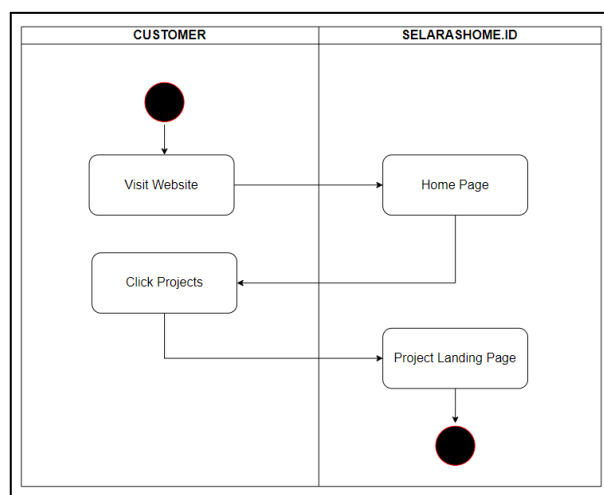 CUSTOMER
SELARASHOME.ID
Visit Website
Home Page
Click Projects
Project Landing Page